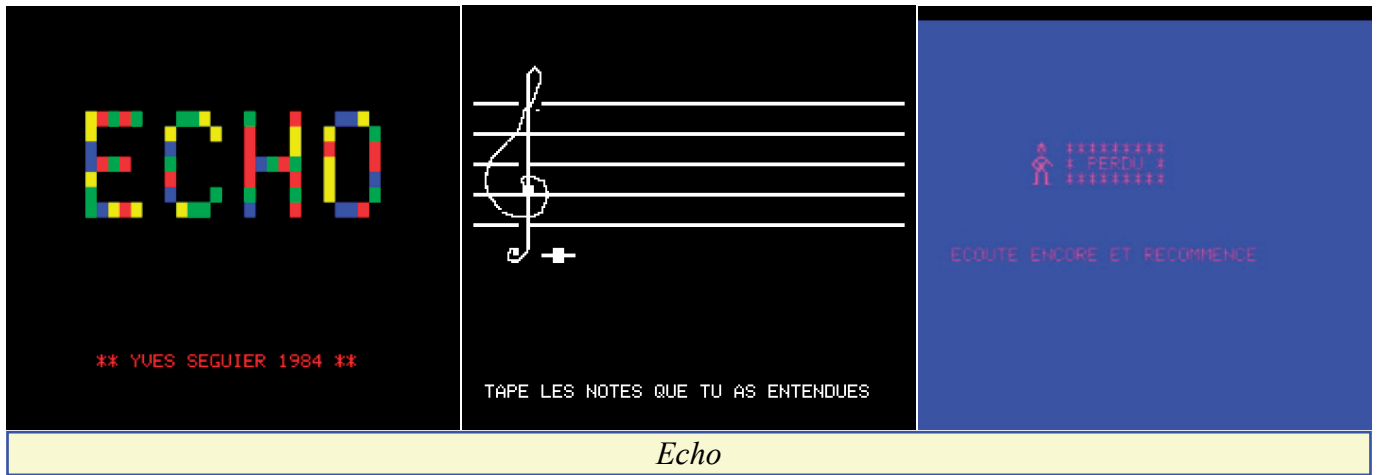 ECHO
** YVES SEGUIER 1984 **
TAPE LES NOTES QUE TU AS ENTENDUES
*********
* PERDU *
*********
ECOUTE ENCORE ET RECOMMENCE
Echo